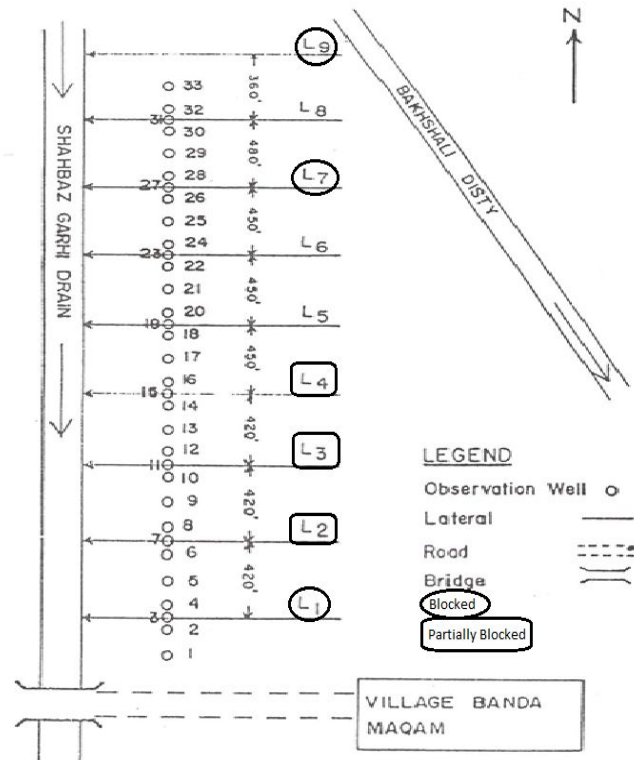 N
L9
360'
33
32
31
L8
30
480'
29
28
27
L7
26
450'
25
24
23
L6
22
450'
21
20
19
L5
18
450'
17
16
15
L4
14
420'
13
12
11
L3
10
420'
9
8
7
L2
6
420'
5
4
3
L1
2
1
SHAHBAZ GARHI DRAIN
BAKHSHALI DISTY
LEGEND
Observation Well
Lateral
Road
Bridge
Blocked
Partially Blocked
VILLAGE BANDA
MAQAM